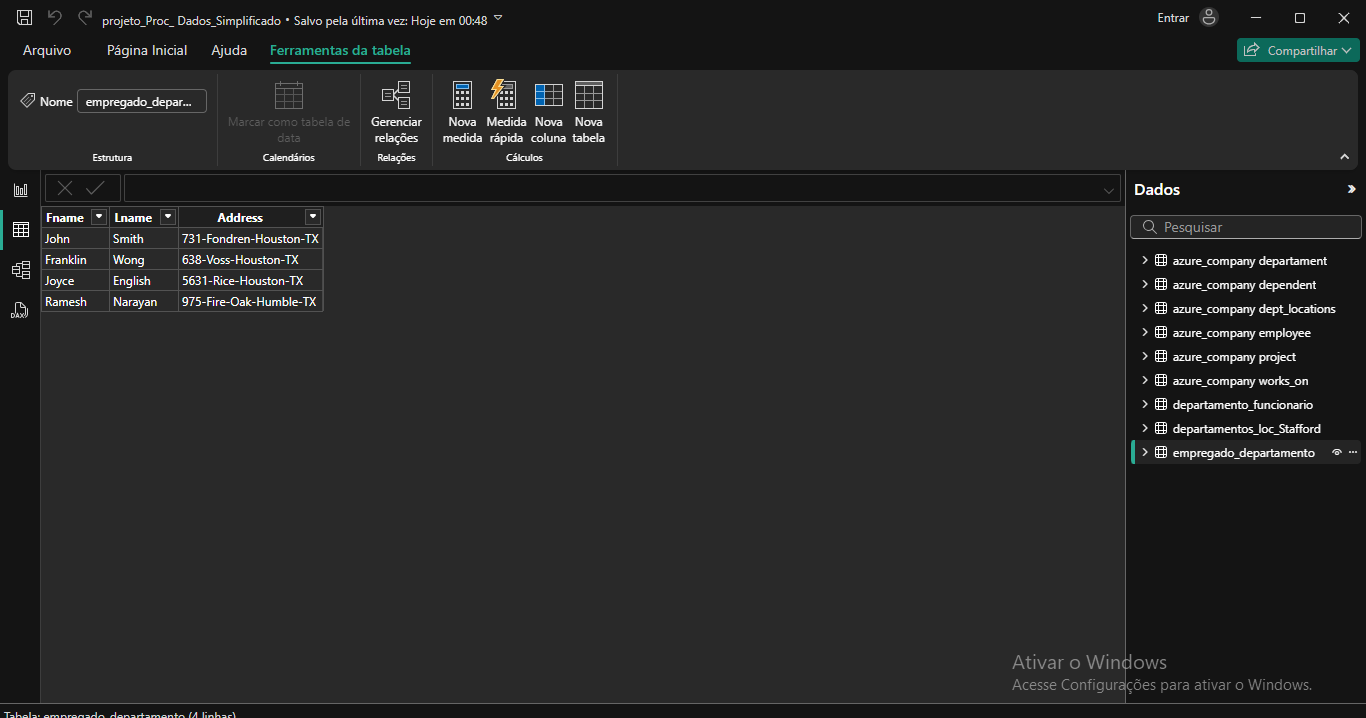 projeto_Proc_ Dados_Simplificado • Salvo pela última vez: Hoje em 00:48
Entrar
Arquivo Página Inicial Ajuda Ferramentas da tabela
Compartilhar
Nome empregado_depar...
Marcar como tabela de
data
Gerenciar
relações
Nova
medida
Medida
rápida
Nova
coluna
Nova
tabela
Estrutura Calendários Relações Cálculos
Dados
Pesquisar
Fname Lname Address
John Smith 731-Fondren-Houston-TX
Franklin Wong 638-Voss-Houston-TX
Joyce English 5631-Rice-Houston-TX
Ramesh Narayan 975-Fire-Oak-Humble-TX
DAX
azure_company departament
azure_company dependent
azure_company dept_locations
azure_company employee
azure_company project
azure_company works_on
departamento_funcionario
departamentos_loc_Stafford
empregado_departamento
Ativar o Windows
Acesse Configurações para ativar o Windows.
Tabela: empregado_departamento (4 linhas)